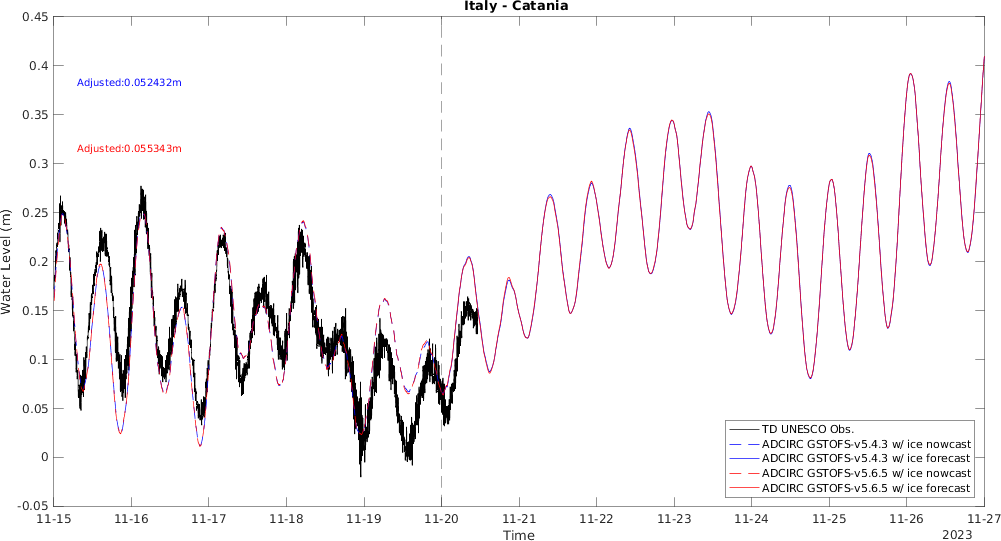 Italy - Catania
0.45
0.4
0.35
0.3
0.25
0.2
0.15
0.1
0.05
0
-0.05
Water Level (m)
Adjusted:0.052432m
Adjusted:0.055343m
TD UNESCO Obs.
ADCIRC GSTOFS-v5.4.3 w/ ice nowcast
ADCIRC GSTOFS-v5.4.3 w/ ice forecast
ADCIRC GSTOFS-v5.6.5 w/ ice nowcast
ADCIRC GSTOFS-v5.6.5 w/ ice forecast
11-15 11-16 11-17 11-18 11-19 11-20 11-21 11-22 11-23 11-24 11-25 11-26 11-27
Time
2023